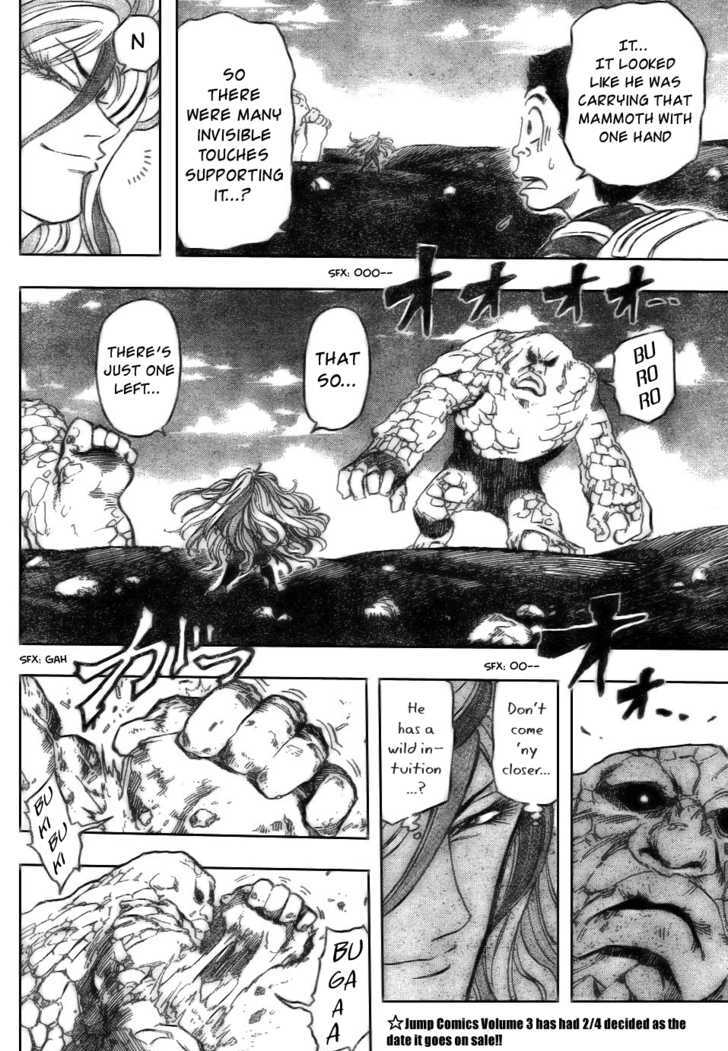 IT...
IT LOOKED
LIKE HE WAS
CARRYING THAT
MAMMOTH WITH
ONE HAND
SO
THERE
WERE MANY
INVISIBLE
TOUCHES
SUPPORTING
IT...?
N
SFX: OOO--
オオオオ...
BU
RO
RO
THAT
SO...
THERE'S
JUST ONE
LEFT...
SFX: OO--
オオ...
SFX: GAH
ガッ
Don't
come
'ny
closer...
He
has a
wild in-
tuition
...?
BU
KI
BU
KI
BU
GA
A
A
☆Jump Comics Volume 3 has had 2/4 decided as the
date it goes on sale!!